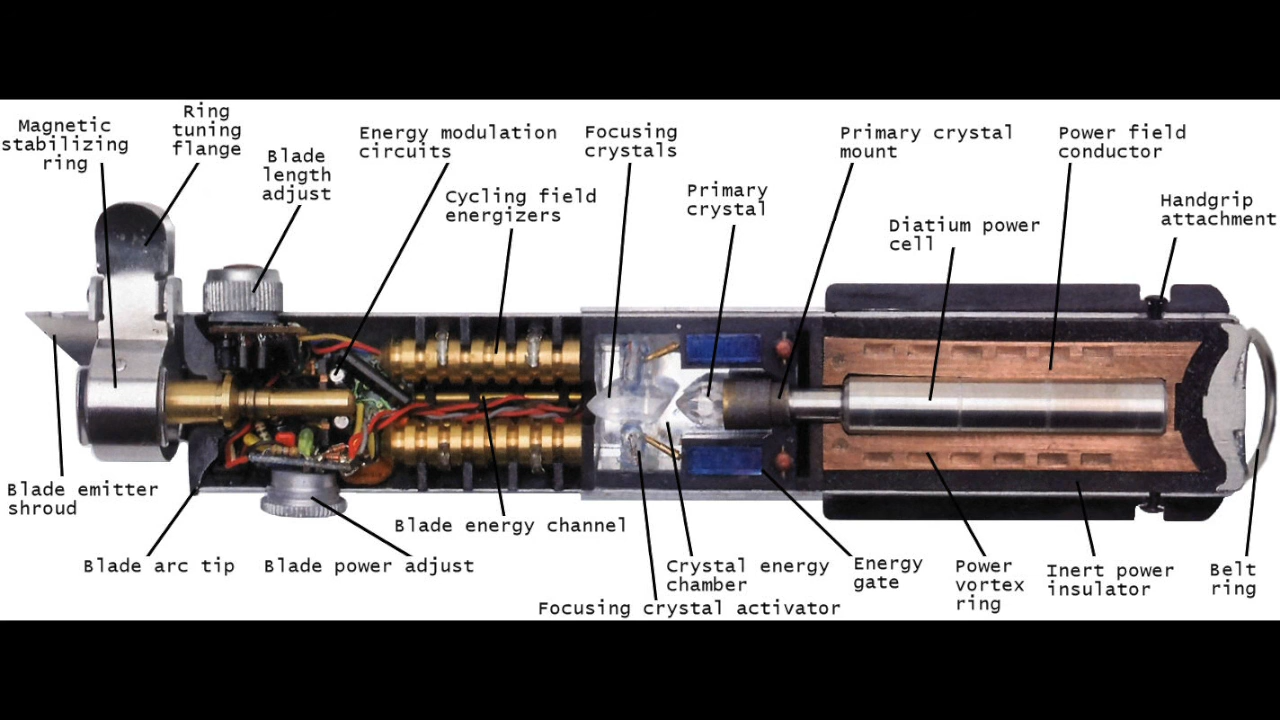 Magnetic
stabilizing
ring
Ring
tuning
flange
Blade
length
adjust
Energy modulation
circuits
Cycling field
energizers
Focusing
crystals
Primary
crystal
Primary crystal
mount
Diatium power
cell
Power field
conductor
Handgrip
attachment
Blade emitter
shroud
Blade arc tip
Blade power adjust
Blade energy channel
Focusing crystal activator
Crystal energy
chamber
Energy
gate
Power
vortex
ring
Inert power
insulator
Belt
ring